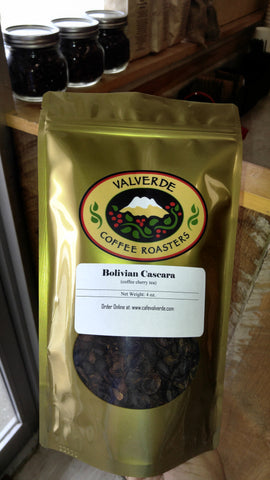 VALVERDE
COFFEE ROASTERS
Bolivian Cascara
(coffee cherry tea)
Net Weight: 4 oz.
Order Online at: www.cafevalverde.com